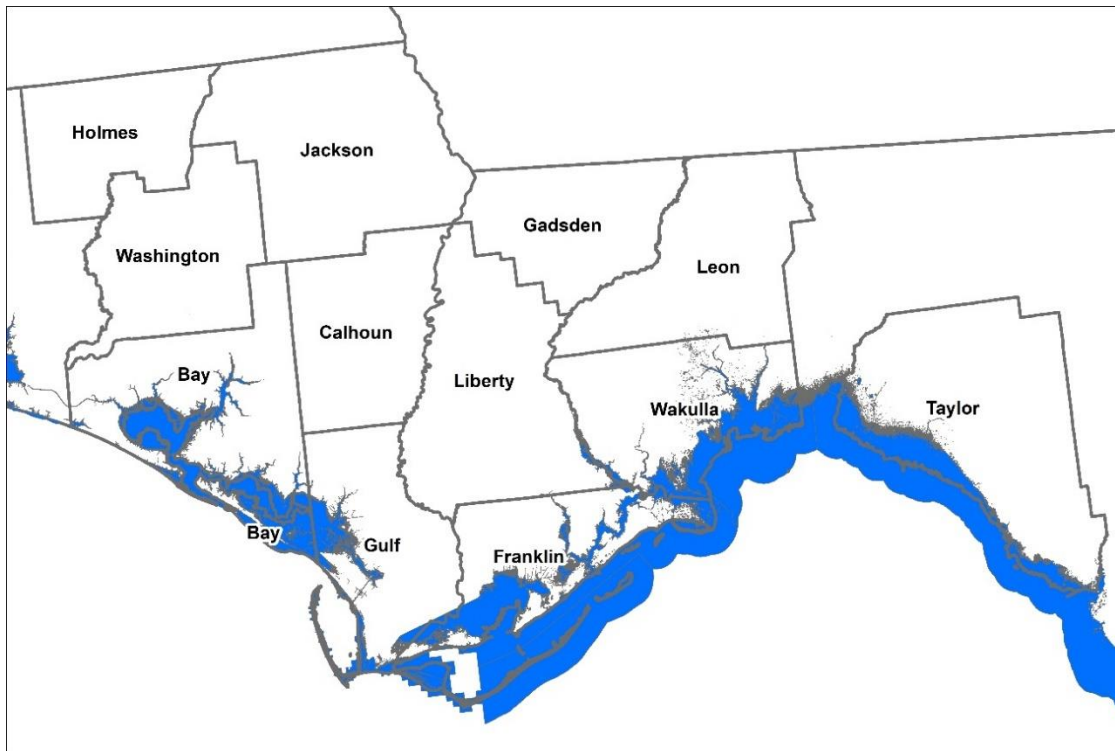 Holmes
Jackson
Gadsden
Washington
Leon
Calhoun
Bay
Liberty
Wakulla
Taylor
Bay
Gulf
Franklin